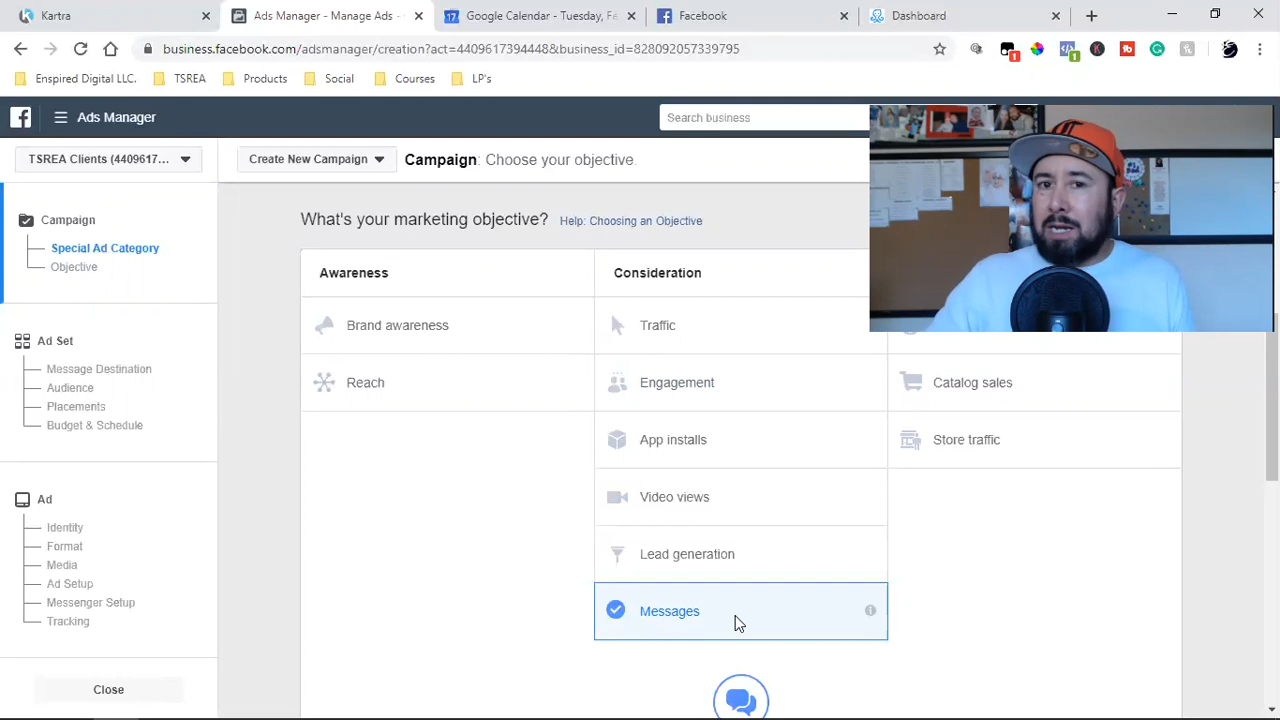 Kartra
Ads Manager - Manage Ads -
Google Calendar - Tuesday, Fe
Facebook
Dashboard
business.facebook.com/adsmanager/creation?act=4409617394448&business_id=828092057339795
1
1
Enspired Digital LLC.
TSREA
Products
Social
Courses
LP's
Ads Manager
Search business
TSREA Clients (4409617...
Create New Campaign
Campaign: Choose your objective.
Campaign
Special Ad Category
Objective
Ad Set
Message Destination
Audience
Placements
Budget & Schedule
Ad
Identity
Format
Media
Ad Setup
Messenger Setup
Tracking
Close
What's your marketing objective?
Help: Choosing an Objective
Awareness
Consideration
Brand awareness
Traffic
Reach
Engagement
Catalog sales
App installs
Store traffic
Video views
Lead generation
Messages